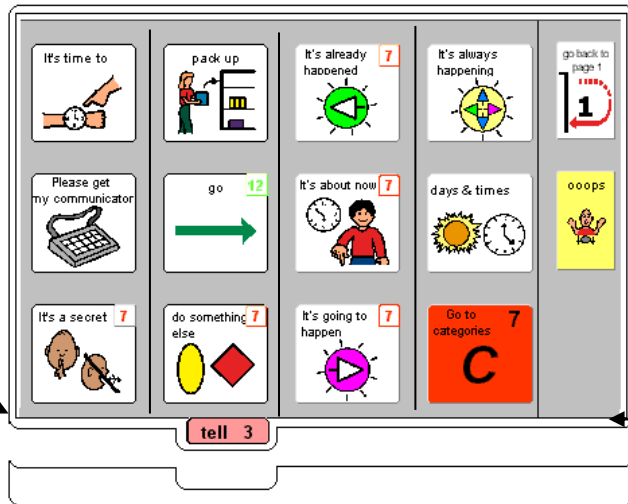 It's time to
pack up
It's already 7
happened
It's always
happening
go back to
page 1
1
Please get
my communicator
go 12
It's about now 7
days & times
ooops
It's a secret 7
do something 7
else
It's going to 7
happen
Go to 7
categories
C
tell 3